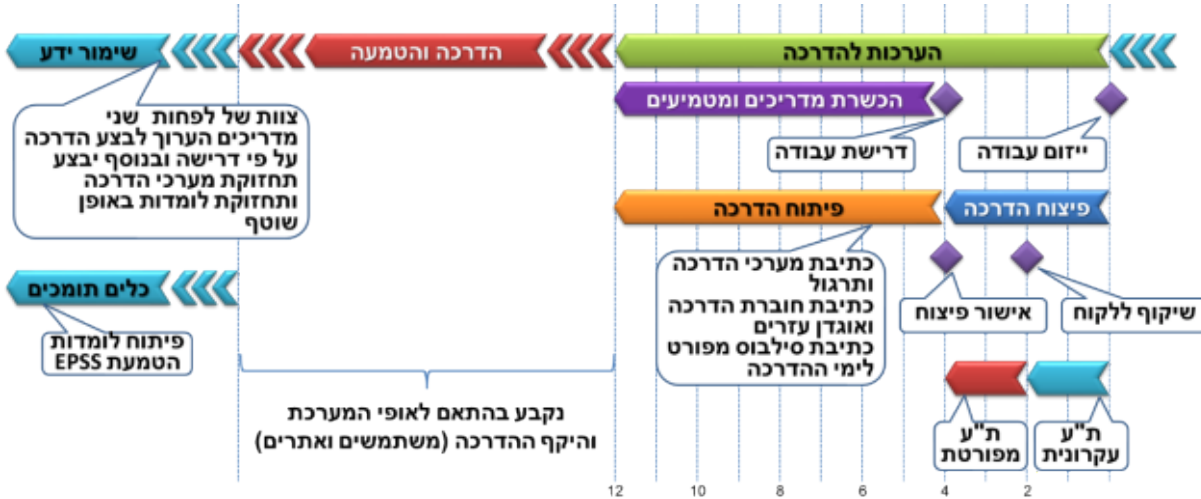 הערכות להדרכה
הדרכה והטמעה
שימור ידע
הכשרת מדריכים ומטמיעים
ייזום עבודה
דרישת עבודה
צוות של לפחות שני
מדריכים הערוך לבצע הדרכה
על פי דרישה ובנוסף יבצע
תחזוקת מערכי הדרכה
ותחזוקת לומדות באופן
שוטף
פיצוח הדרכה
פיתוח הדרכה
שיקוף ללקוח
אישור פיצוח
כתיבת מערכי הדרכה
ותרגול
כתיבת חוברת הדרכה
ואוגדן עזרים
כתיבת סילבוס מפורט
לימי ההדרכה
כלים תומכים
פיתוח לומדות
הטמעת EPSS
ת"ע
עקרונית
ת"ע
מפורטת
נקבע בהתאם לאופי המערכת
והיקף ההדרכה (משתמשים ואתרים)
12 10 8 6 4 2